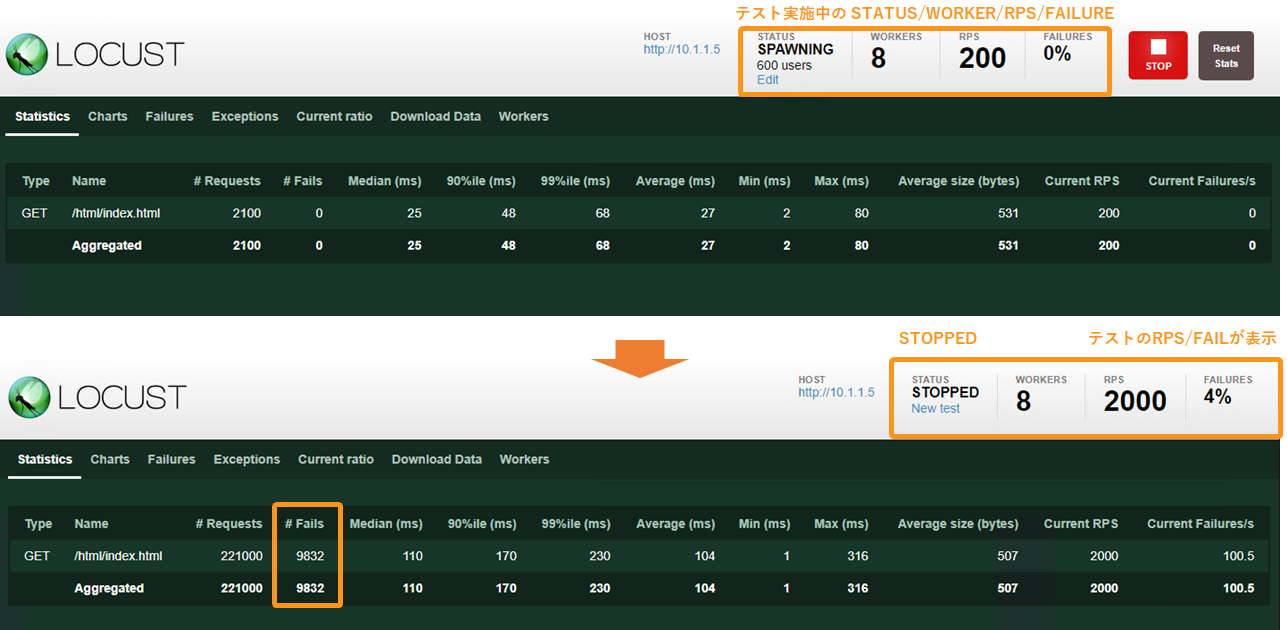 テスト実施中の STATUS/WORKER/RPS/FAILURE
LOCUST
HOST
http://10.1.1.5
STATUS
SPAWNING
600 users
Edit
WORKERS
8
RPS
200
FAILURES
0%
STOP
Reset
Stats
Statistics Charts Failures Exceptions Current ratio Download Data Workers
Type Name # Requests # Fails Median (ms) 90%ile (ms) 99%ile (ms) Average (ms) Min (ms) Max (ms) Average size (bytes) Current RPS Current Failures/s
GET /html/index.html 2100 0 25 48 68 27 2 80 531 200 0
Aggregated 2100 0 25 48 68 27 2 80 531 200 0
STOPPED
テストのRPS/FAILが表示
LOCUST
HOST
http://10.1.1.5
STATUS
STOPPED
New test
WORKERS
8
RPS
2000
FAILURES
4%
Statistics Charts Failures Exceptions Current ratio Download Data Workers
Type Name # Requests # Fails Median (ms) 90%ile (ms) 99%ile (ms) Average (ms) Min (ms) Max (ms) Average size (bytes) Current RPS Current Failures/s
GET /html/index.html 221000 9832 110 170 230 104 1 316 507 2000 100.5
Aggregated 221000 9832 110 170 230 104 1 316 507 2000 100.5